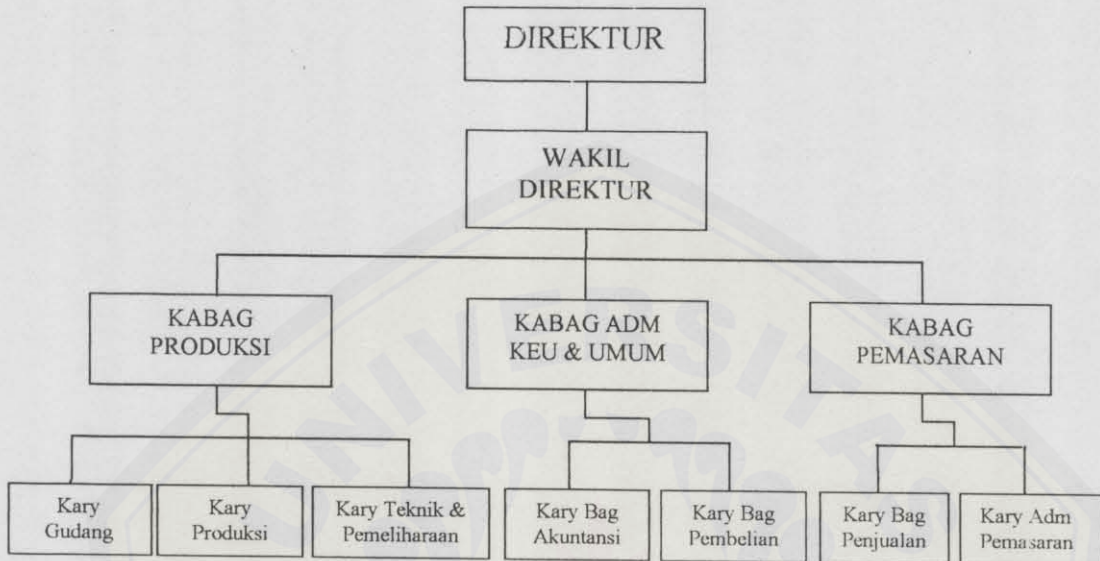 DIREKTUR
WAKIL
DIREKTUR
KABAG
PRODUKSI
KABAG ADM
KEU & UMUM
KABAG
PEMASARAN
Kary
Gudang
Kary
Produksi
Kary Teknik &
Pemeliharaan
Kary Bag
Akuntansi
Kary Bag
Pembelian
Kary Bag
Penjualan
Kary Adm
Pemasaran
UNIVERSITAS